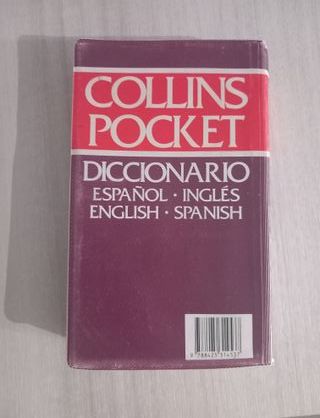 COLLINS
POCKET
DICCIONARIO
ESPAÑOL · INGLÉS
ENGLISH · SPANISH